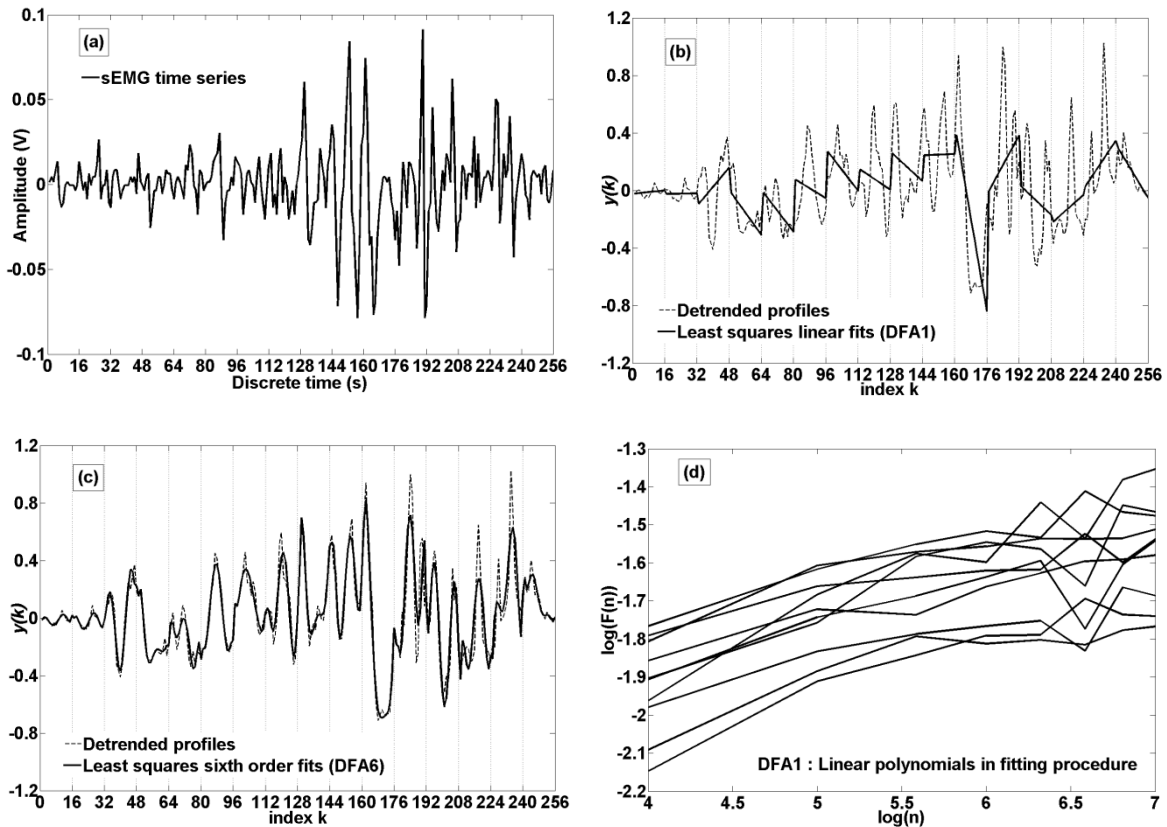 (a)
sEMG time series
Amplitude (V)
0.1
0.05
0
-0.05
-0.1
0 16 32 48 64 80 96 112 128 144 160 176 192 208 224 240 256
Discrete time (s)
(b)
y(k)
1.2
0.8
0.4
0
-0.4
-0.8
-1.2
Detrended profiles
Least squares linear fits (DFA1)
0 16 32 48 64 80 96 112 128 144 160 176 192 208 224 240 256
index k
(c)
y(k)
1.2
0.8
0.4
0
-0.4
-0.8
-1.2
Detrended profiles
Least squares sixth order fits (DFA6)
0 16 32 48 64 80 96 112 128 144 160 176 192 208 224 240 256
index k
(d)
log(F(n))
-1.3
-1.4
-1.5
-1.6
-1.7
-1.8
-1.9
-2
-2.1
-2.2
DFA1 : Linear polynomials in fitting procedure
4 4.5 5 5.5 6 6.5 7
log(n)